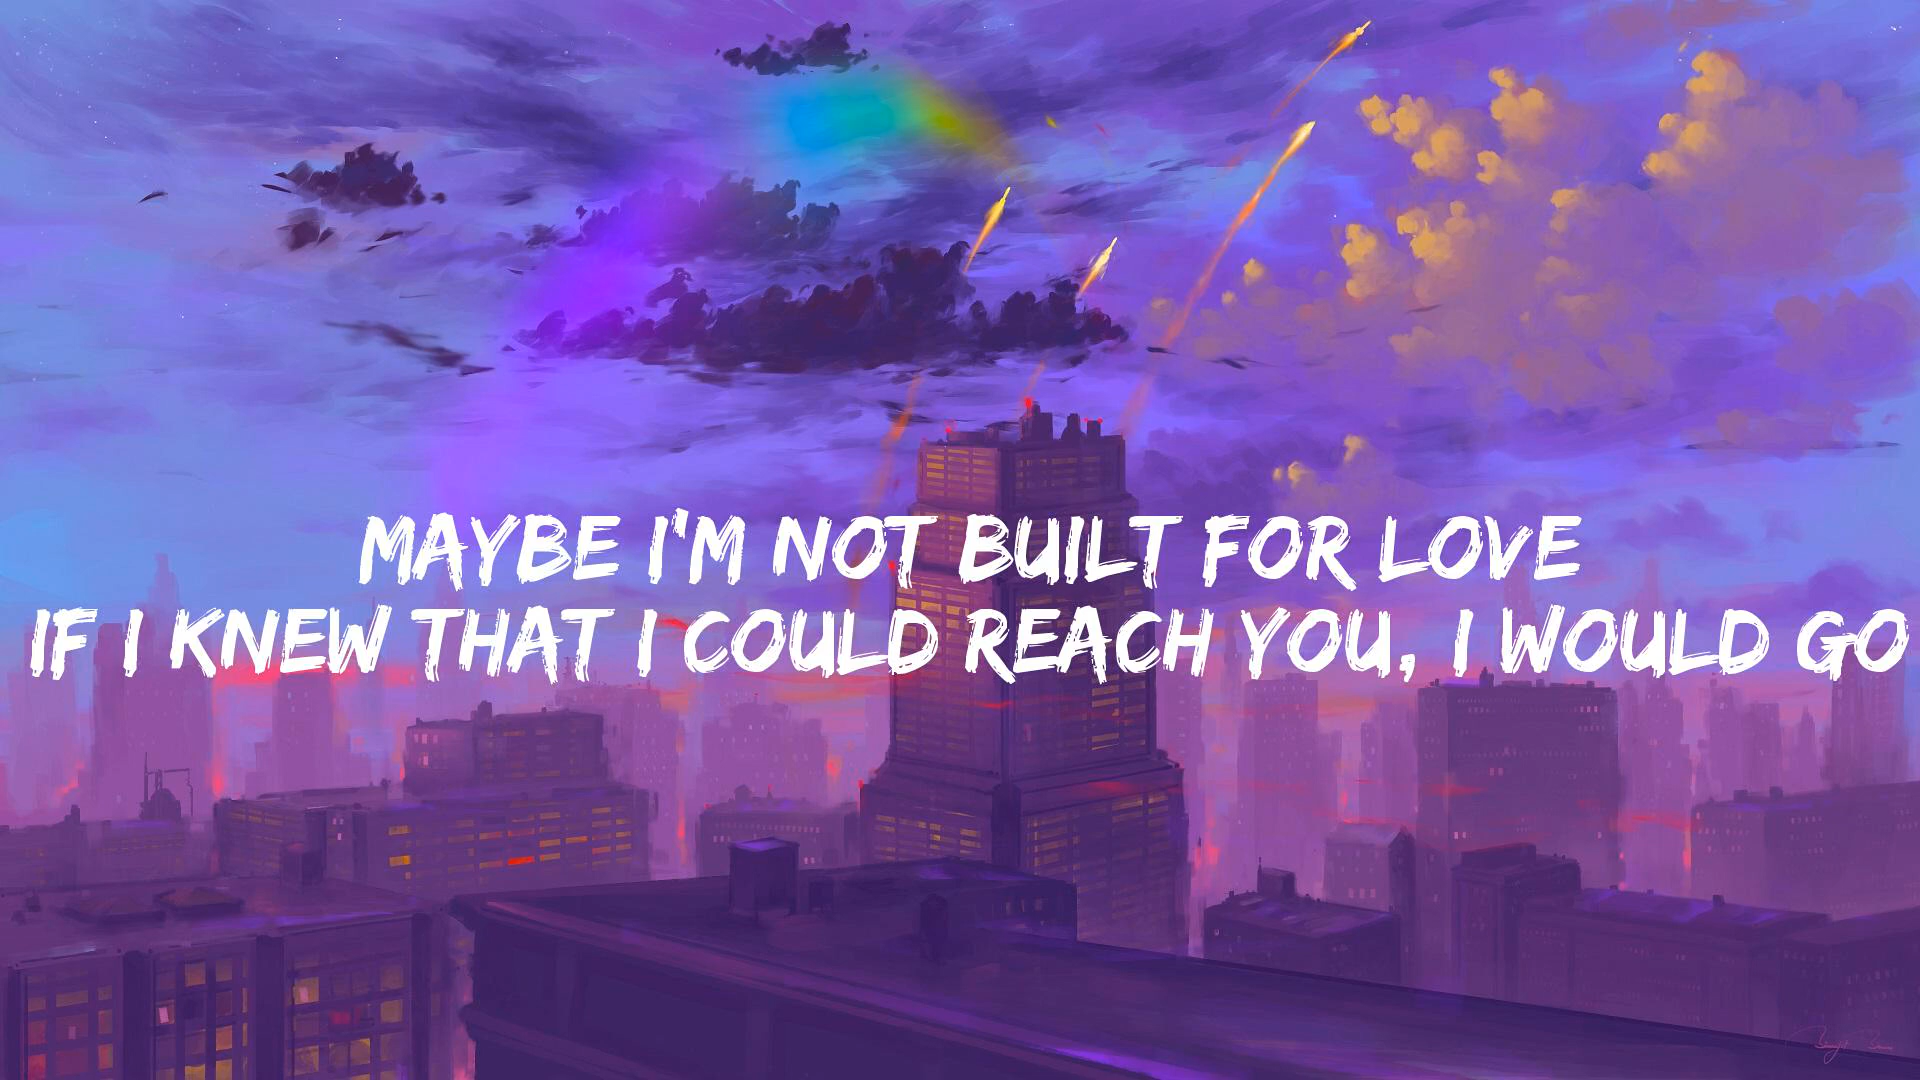 MAYBE I'M NOT BUILT FOR LOVE
IF I KNEW THAT I COULD REACH YOU, I WOULD GO